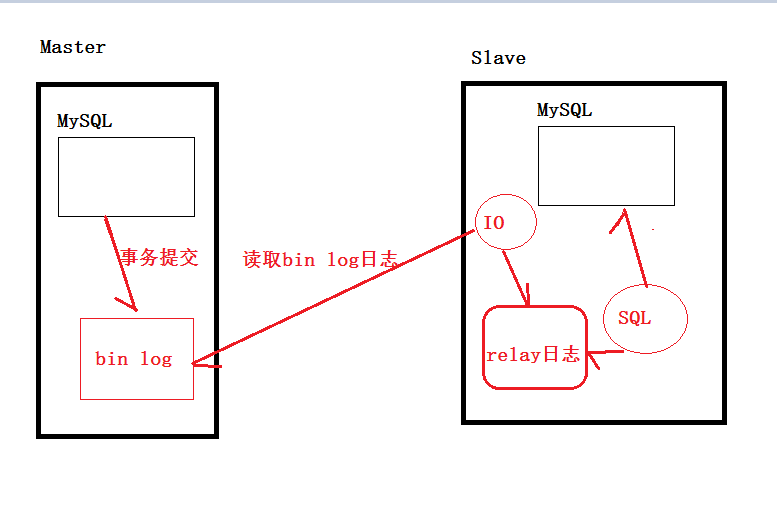 Master
Slave
MySQL
MySQL
IO
事务提交
读取bin log日志
SQL
bin log
relay日志